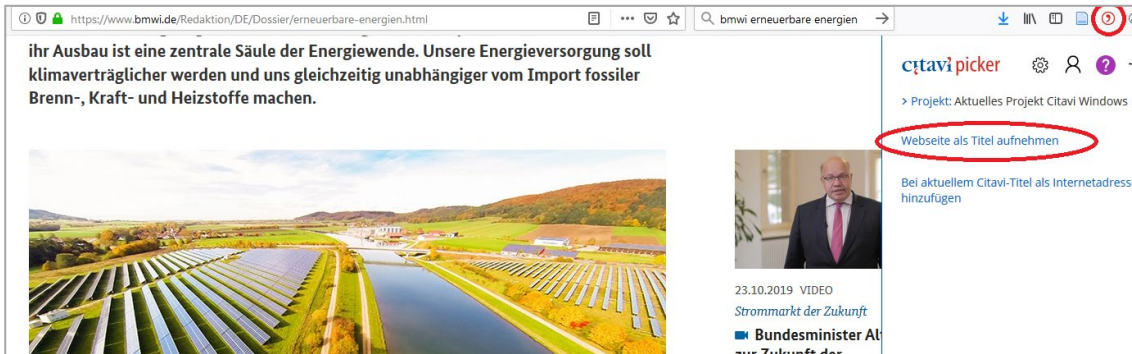 https://www.bmwi.de/Redaktion/DE/Dossier/erneuerbare-energien.html
bmwi erneuerbare energien
ihr Ausbau ist eine zentrale Säule der Energiewende. Unsere Energieversorgung soll
klimaverträglicher werden und uns gleichzeitig unabhängiger vom Import fossiler
Brenn-, Kraft- und Heizstoffe machen.
23.10.2019 VIDEO
Strommarkt der Zukunft
Bundesminister Alt
zur Zukunft der
citavi picker
> Projekt: Aktuelles Projekt Citavi Windows
Webseite als Titel aufnehmen
Bei aktuellem Citavi-Titel als Internetadress
hinzufügen